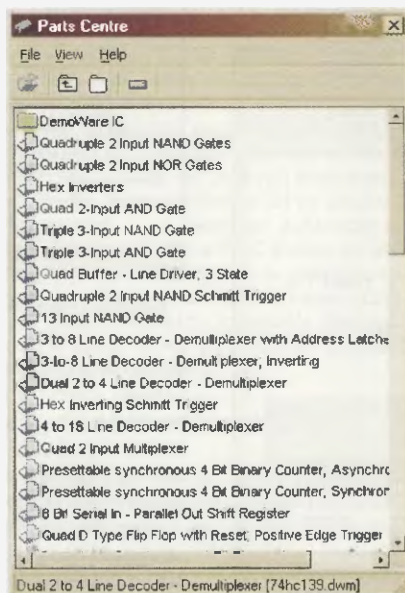 Parts Centre
File View Help
DemoWare IC
Quadruple 2 Input NAND Gates
Quadruple 2 Input NOR Gates
Hex Inverters
Quad 2-Input AND Gate
Triple 3-Input NAND Gate
Triple 3-Input AND Gate
Quad Buffer - Line Driver, 3 State
Quadruple 2 Input NAND Schmitt Trigger
13 Input NAND Gate
3 to 8 Line Decoder - Demultiplexer with Address Latche
3-to-8 Line Decoder - Demultiplexer, Inverting
Dual 2 to 4 Line Decoder - Demultiplexer
Hex Inverting Schmitt Trigger
4 to 16 Line Decoder - Demultiplexer
Quad 2 Input Multiplexer
Presettable synchronous 4 Bit Binary Counter, Asynchro
Presettable synchronous 4 Bit Binary Counter, Synchror
8 Bit Serial In - Parallel Out Shift Register
Quad D Type Flip Flop with Reset; Positive Edge Trigger
Dual 2 to 4 Line Decoder - Demultiplexer [74hc139.dwm]